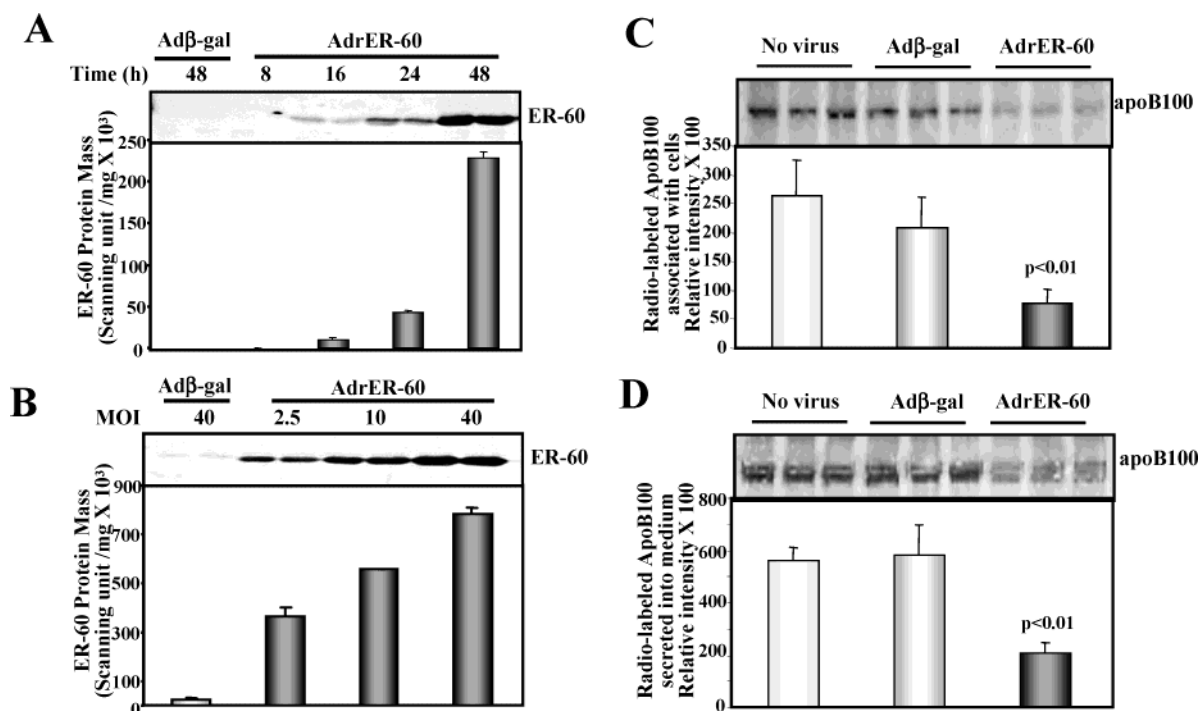 A
Adβ-gal AdrER-60
Time (h) 48 8 16 24 48
ER-60
ER-60 Protein Mass
(Scanning unit /mg X 10³)
250
200
150
100
50
0
B
Adβ-gal AdrER-60
MOI 40 2.5 10 40
ER-60
ER-60 Protein Mass
(Scanning unit /mg X 10³)
900
700
500
300
100
0
C
No virus Adβ-gal AdrER-60
apoB100
Radio-labeled ApoB100
associated with cells
Relative intensity X 100
350
300
250
200
150
100
50
0
p<0.01
D
No virus Adβ-gal AdrER-60
apoB100
Radio-labeled ApoB100
secreted into medium
Relative intensity X 100
800
600
400
200
0
p<0.01